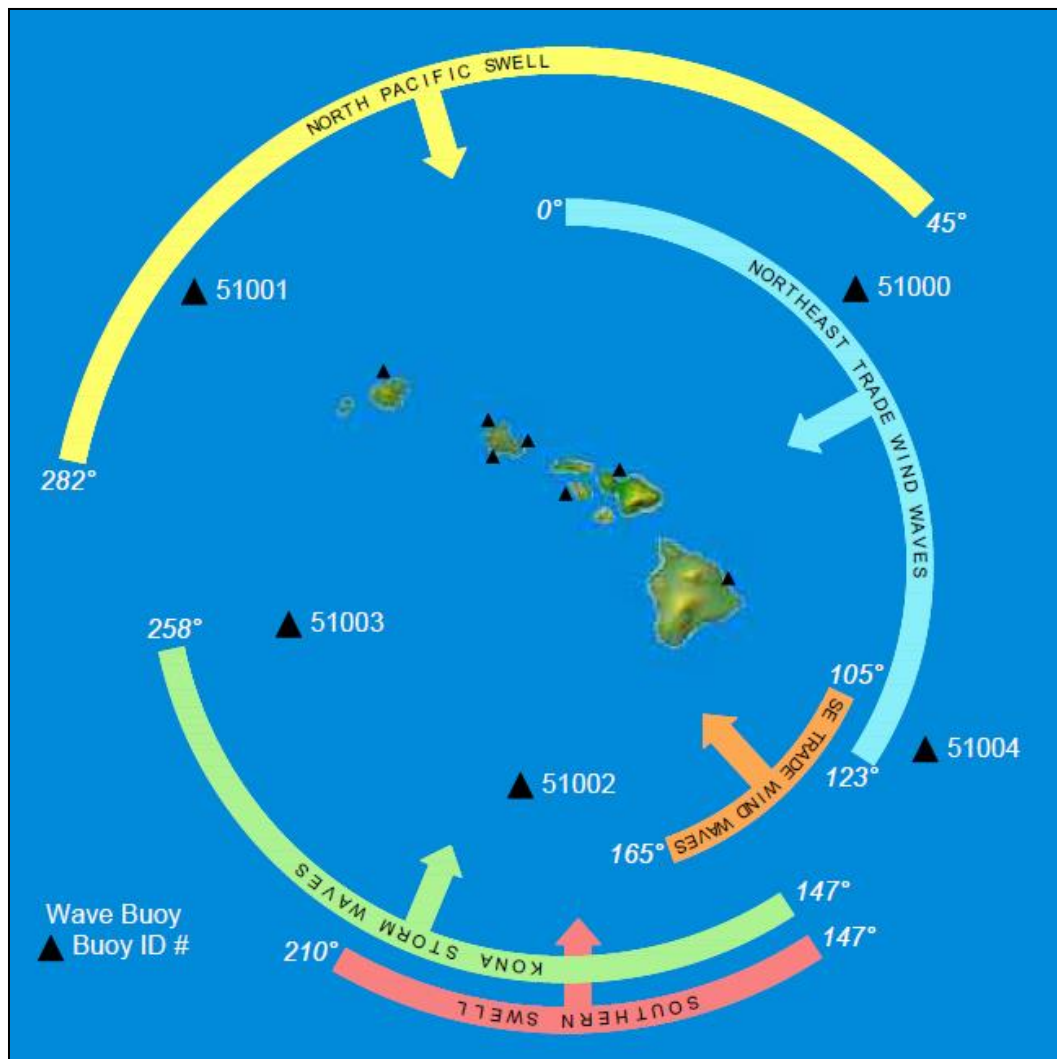 NORTH PACIFIC SWELL
0°
45°
NORTHEAST TRADE WIND WAVES
51001
51000
282°
258°
51003
105°
SE TRADE WIND WAVES
51004
123°
51002
165°
KONA STORM WAVES
147°
Wave Buoy
Buoy ID #
210°
147°
SOUTHERN SWELL